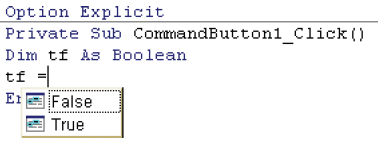 Option Explicit
Private Sub CommandButton1_Click()
Dim tf As Boolean
tf =
False
True